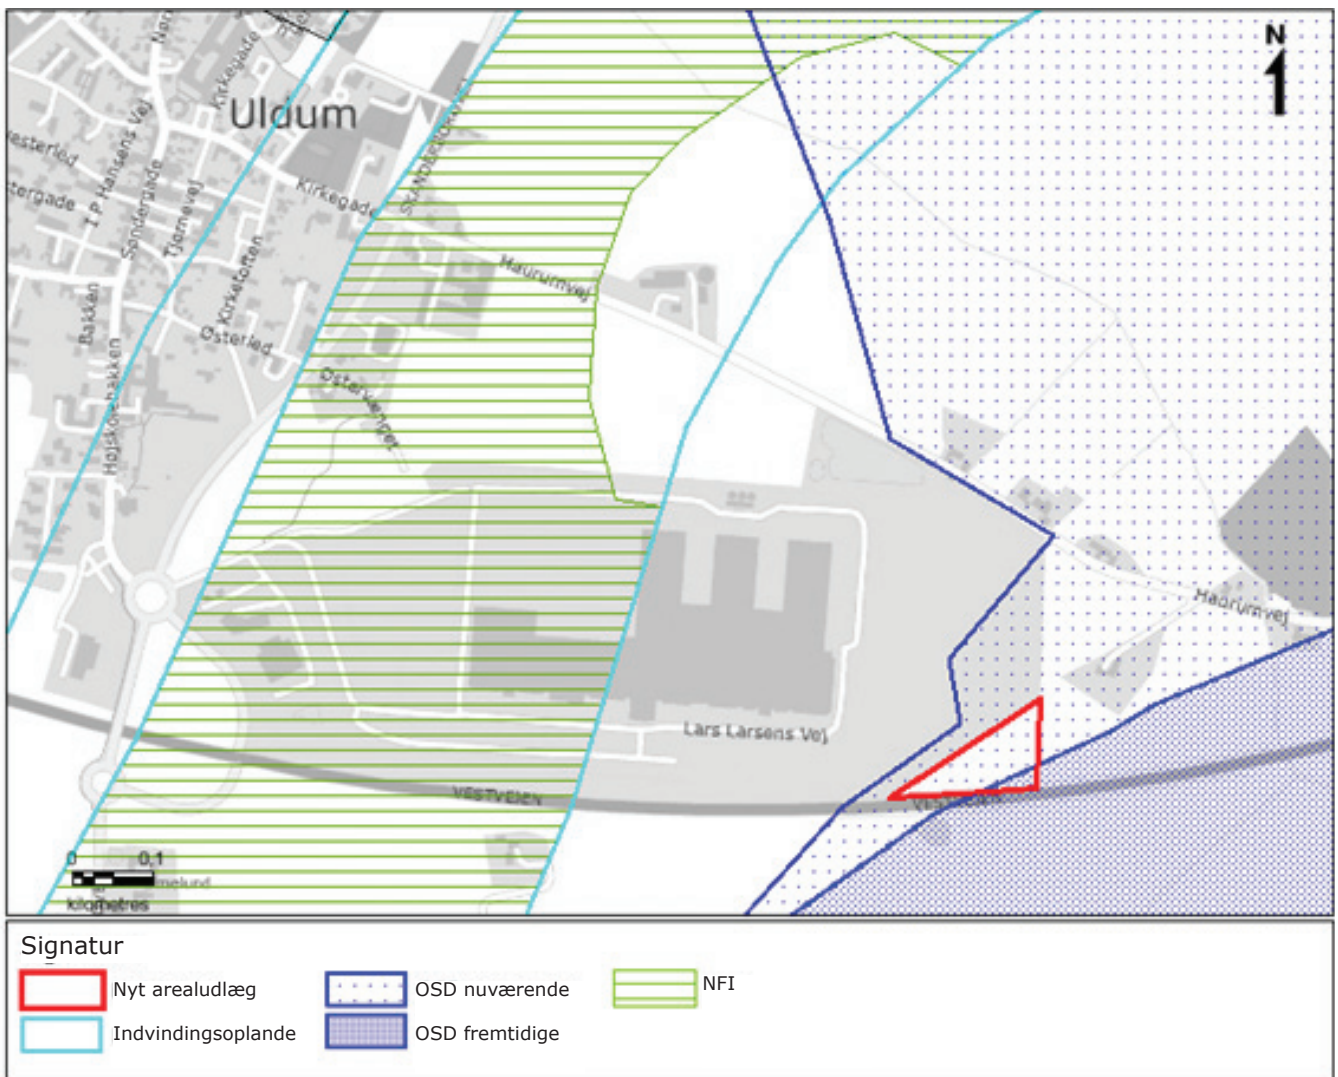 N
Uldum
Kirkegade
I P Hansens Vej
Søndergade
Tjørnevej
Kirkegade
Haurumvej
Kirketoften
Bakken
Østerled
Østervænget
Højskolebakken
Haurumvej
Lars Larsens Vej
VESTVEJEN
VESTVEJEN
0 0,1
kilometres
Signatur
Nyt arealudlæg
OSD nuværende
NFI
Indvindingsoplande
OSD fremtidige